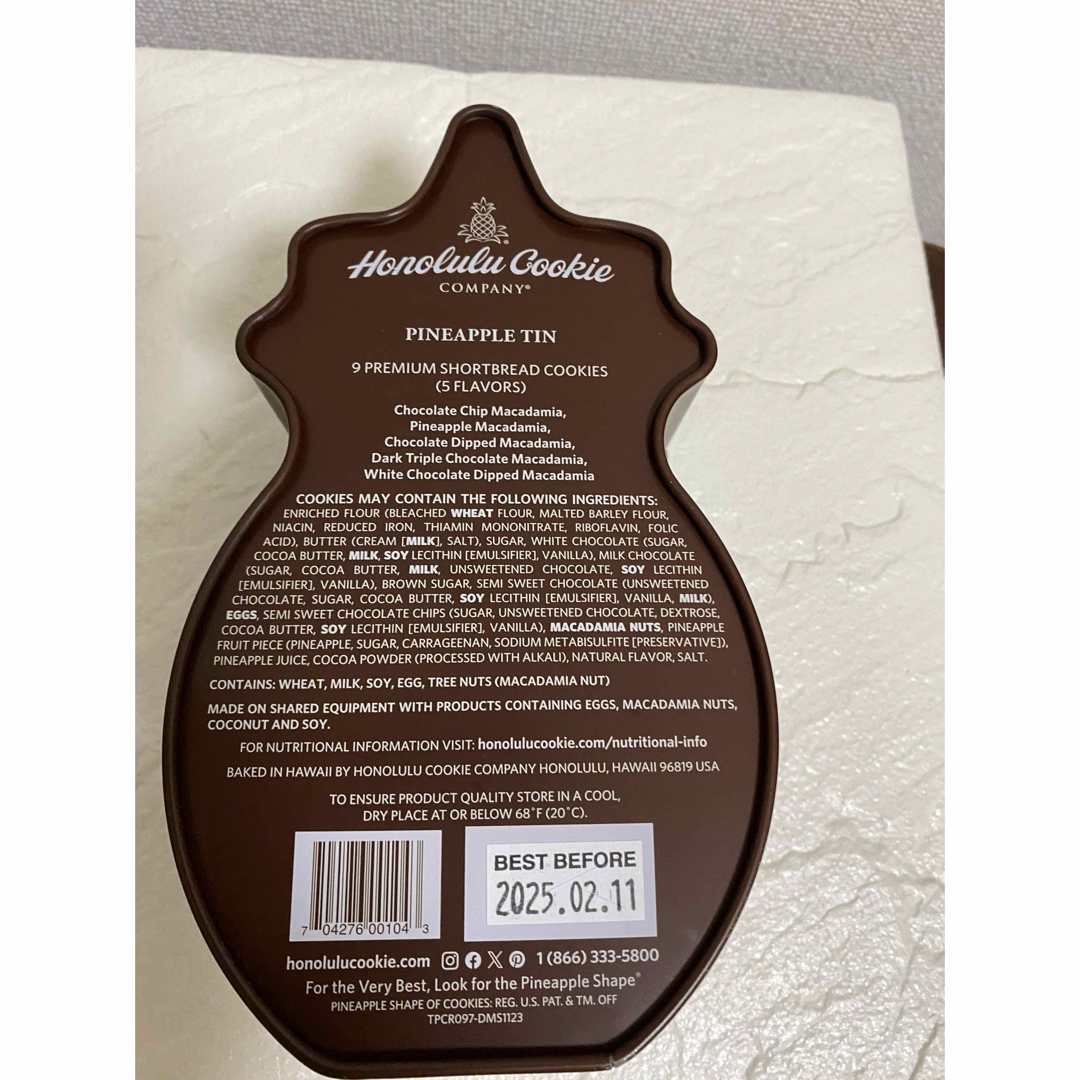 Honolulu Cookie
COMPANY®
PINEAPPLE TIN
9 PREMIUM SHORTBREAD COOKIES
(5 FLAVORS)
Chocolate Chip Macadamia,
Pineapple Macadamia,
Chocolate Dipped Macadamia,
Dark Triple Chocolate Macadamia,
White Chocolate Dipped Macadamia
COOKIES MAY CONTAIN THE FOLLOWING INGREDIENTS:
ENRICHED FLOUR (BLEACHED WHEAT FLOUR, MALTED BARLEY FLOUR,
NIACIN, REDUCED IRON, THIAMIN MONONITRATE, RIBOFLAVIN, FOLIC
ACID), BUTTER (CREAM [MILK], SALT), SUGAR, WHITE CHOCOLATE (SUGAR,
COCOA BUTTER, MILK, SOY LECITHIN [EMULSIFIER], VANILLA), MILK CHOCOLATE
(SUGAR, COCOA BUTTER, MILK, UNSWEETENED CHOCOLATE, SOY LECITHIN
[EMULSIFIER], VANILLA), BROWN SUGAR, SEMI SWEET CHOCOLATE (UNSWEETENED
CHOCOLATE, SUGAR, COCOA BUTTER, SOY LECITHIN [EMULSIFIER], VANILLA, MILK),
EGGS, SEMI SWEET CHOCOLATE CHIPS (SUGAR, UNSWEETENED CHOCOLATE, DEXTROSE,
COCOA BUTTER, SOY LECITHIN [EMULSIFIER], VANILLA), MACADAMIA NUTS, PINEAPPLE
FRUIT PIECE (PINEAPPLE, SUGAR, CARRAGEENAN, SODIUM METABISULFITE [PRESERVATIVE]),
PINEAPPLE JUICE, COCOA POWDER (PROCESSED WITH ALKALI), NATURAL FLAVOR, SALT.
CONTAINS: WHEAT, MILK, SOY, EGG, TREE NUTS (MACADAMIA NUT)
MADE ON SHARED EQUIPMENT WITH PRODUCTS CONTAINING EGGS, MACADAMIA NUTS,
COCONUT AND SOY.
FOR NUTRITIONAL INFORMATION VISIT: honolulucookie.com/nutritional-info
BAKED IN HAWAII BY HONOLULU COOKIE COMPANY HONOLULU, HAWAII 96819 USA
TO ENSURE PRODUCT QUALITY STORE IN A COOL,
DRY PLACE AT OR BELOW 68˚F (20˚C).
BEST BEFORE
2025.02.11
7 04276 00104 3
honolulucookie.com 1 (866) 333-5800
For the Very Best, Look for the Pineapple Shape®
PINEAPPLE SHAPE OF COOKIES: REG. U.S. PAT. & TM. OFF
TPCR097-DMS1123